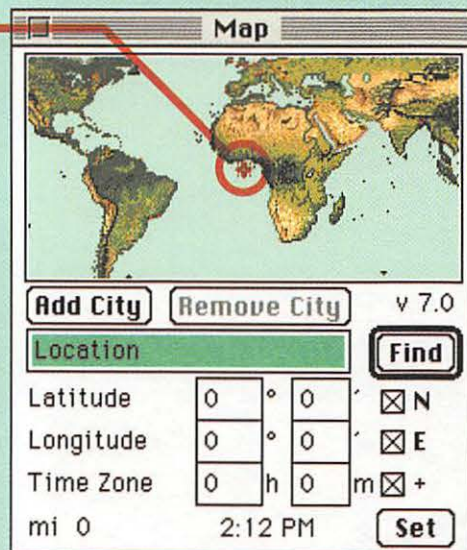 Map
Add City Remove City v 7.0
Location Find
Latitude 0 ° 0 ′ N
Longitude 0 ° 0 ′ E
Time Zone 0 h 0 m +
mi 0 2:12 PM Set